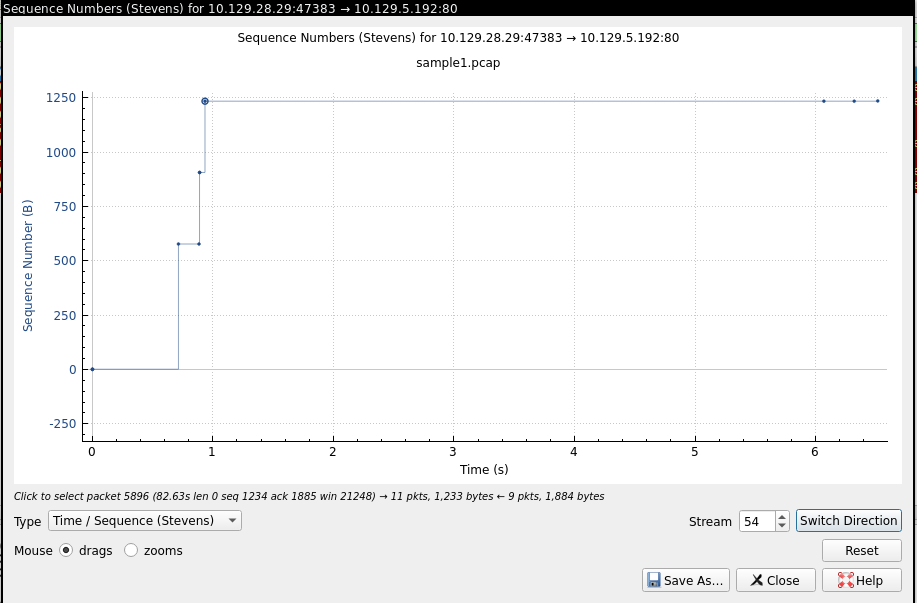 Sequence Numbers (Stevens) for 10.129.28.29:47383 → 10.129.5.192:80
Sequence Numbers (Stevens) for 10.129.28.29:47383 → 10.129.5.192:80
sample1.pcap
1250
1000
750
500
250
0
-250
Sequence Number (B)
0 1 2 3 4 5 6
Time (s)
Click to select packet 5896 (82.63s len 0 seq 1234 ack 1885 win 21248) → 11 pkts, 1,233 bytes ← 9 pkts, 1,884 bytes
Type Time / Sequence (Stevens) Stream 54 Switch Direction
Mouse drags zooms Reset
Save As... Close Help